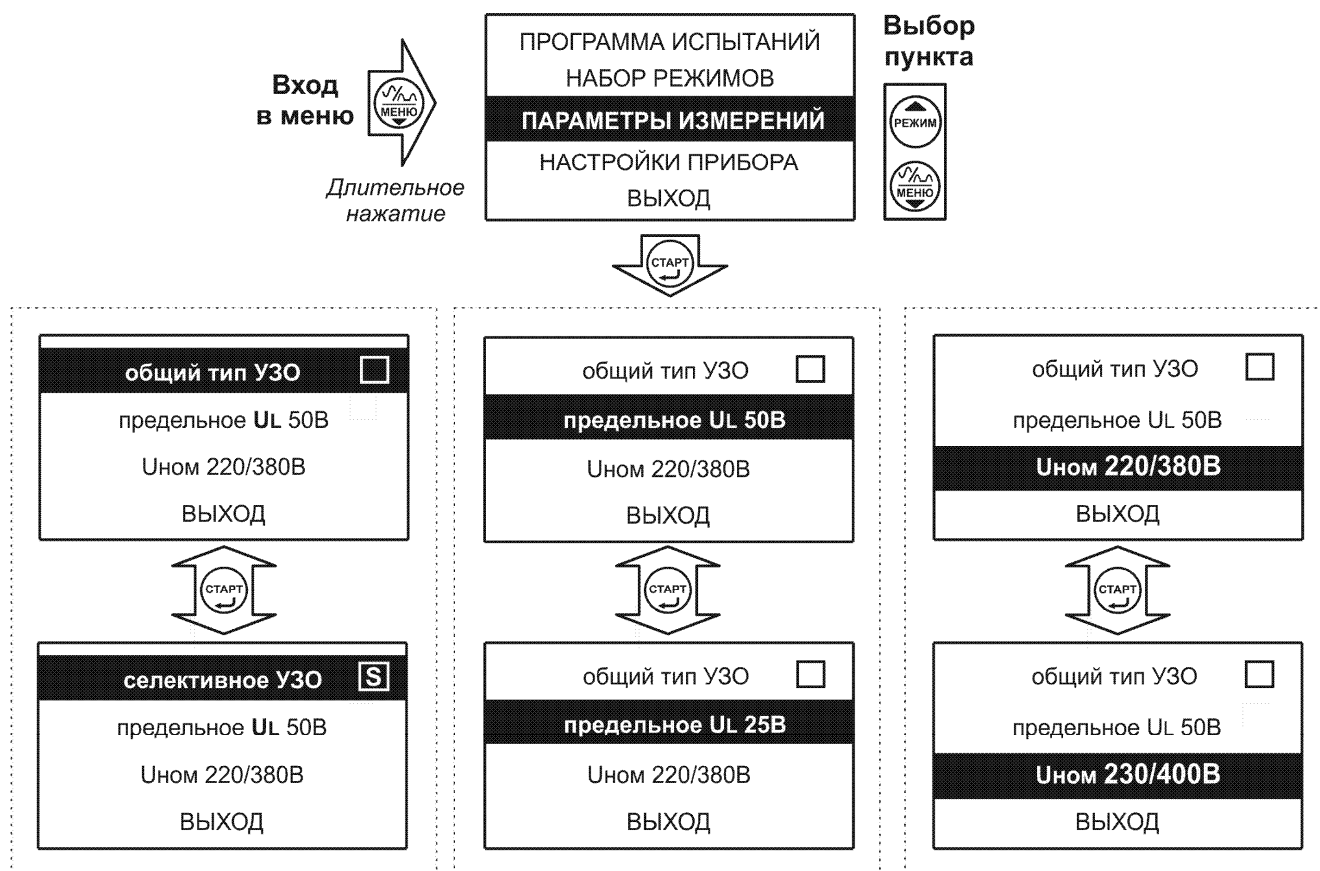 Вход
в меню
МЕНЮ
Длительное
нажатие
ПРОГРАММА ИСПЫТАНИЙ
НАБОР РЕЖИМОВ
ПАРАМЕТРЫ ИЗМЕРЕНИЙ
НАСТРОЙКИ ПРИБОРА
ВЫХОД
Выбор
пункта
РЕЖИМ
МЕНЮ
СТАРТ
общий тип УЗО
предельное UL 50В
Uном 220/380В
ВЫХОД
СТАРТ
селективное УЗО S
предельное UL 50В
Uном 220/380В
ВЫХОД
общий тип УЗО
предельное UL 50В
Uном 220/380В
ВЫХОД
СТАРТ
общий тип УЗО
предельное UL 25В
Uном 220/380В
ВЫХОД
общий тип УЗО
предельное UL 50В
Uном 220/380В
ВЫХОД
СТАРТ
общий тип УЗО
предельное UL 50В
Uном 230/400В
ВЫХОД